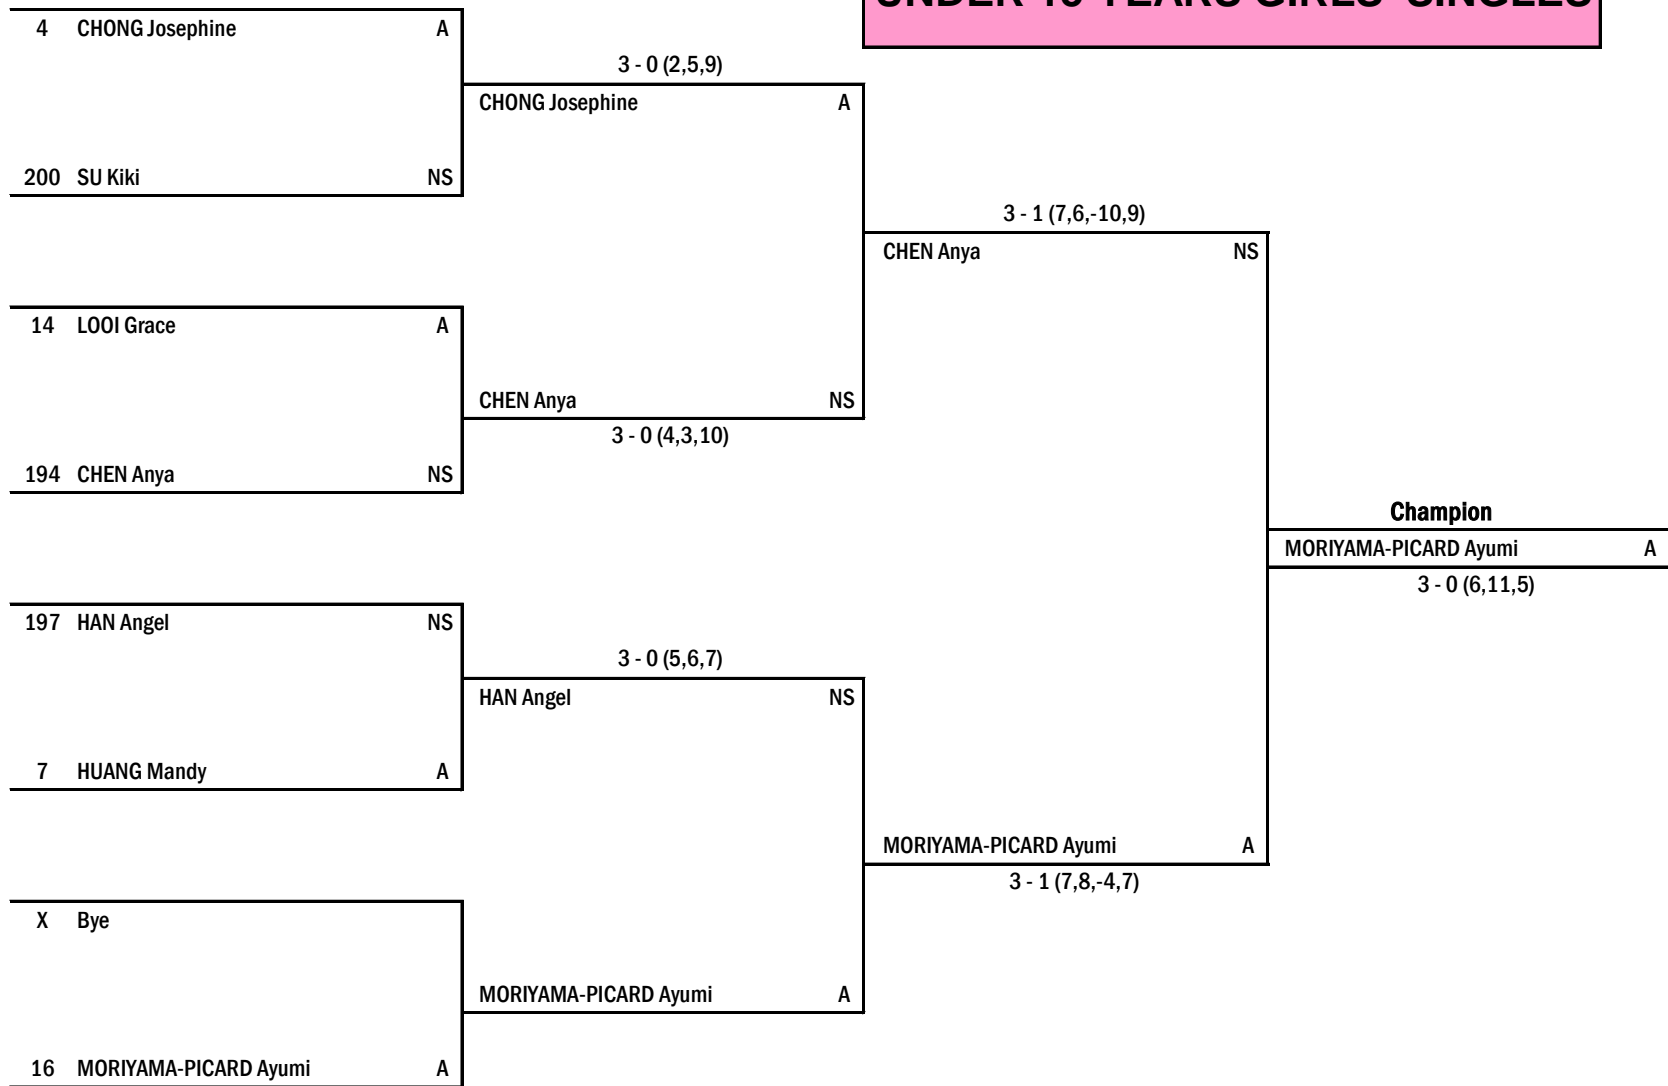 UNDER YEARS GIRLS SINGLES
4 CHONG Josephine A
3 - 0 (2,5,9)
CHONG Josephine A
200 SU Kiki NS
3 - 1 (7,6,-10,9)
CHEN Anya NS
14 LOOI Grace A
CHEN Anya NS
3 - 0 (4,3,10)
194 CHEN Anya NS
Champion
MORIYAMA-PICARD Ayumi A
3 - 0 (6,11,5)
197 HAN Angel NS
3 - 0 (5,6,7)
HAN Angel NS
7 HUANG Mandy A
MORIYAMA-PICARD Ayumi A
3 - 1 (7,8,-4,7)
X Bye
MORIYAMA-PICARD Ayumi A
16 MORIYAMA-PICARD Ayumi A